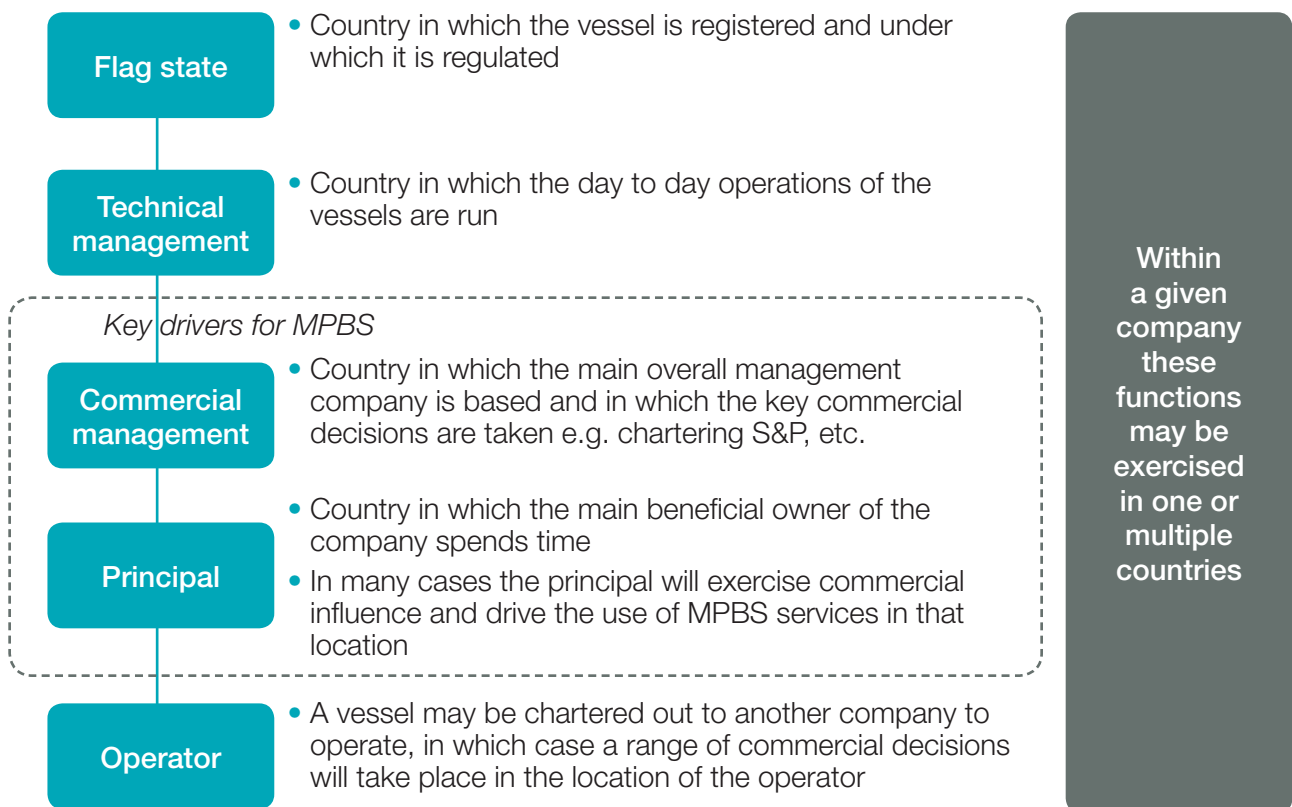 Flag state
• Country in which the vessel is registered and under
which it is regulated
Technical
management
• Country in which the day to day operations of the
vessels are run
Key drivers for MPBS
Commercial
management
• Country in which the main overall management
company is based and in which the key commercial
decisions are taken e.g. chartering S&P, etc.
Principal
• Country in which the main beneficial owner of the
company spends time
• In many cases the principal will exercise commercial
influence and drive the use of MPBS services in that
location
Operator
• A vessel may be chartered out to another company to
operate, in which case a range of commercial decisions
will take place in the location of the operator
Within
a given
company
these
functions
may be
exercised
in one or
multiple
countries